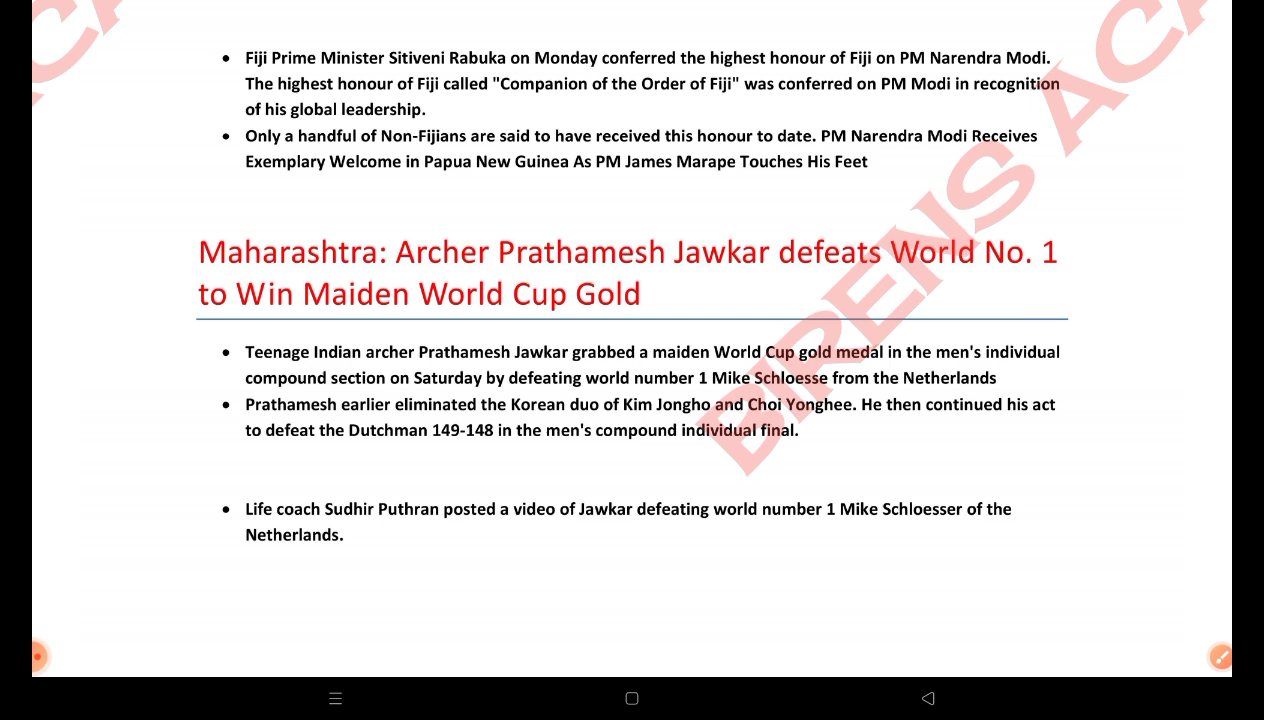 Fiji Prime Minister Sitiveni Rabuka on Monday conferred the highest honour of Fiji on PM Narendra Modi.
The highest honour of Fiji called "Companion of the Order of Fiji" was conferred on PM Modi in recognition
of his global leadership.
Only a handful of Non-Fijians are said to have received this honour to date. PM Narendra Modi Receives
Exemplary Welcome in Papua New Guinea As PM James Marape Touches His Feet
Maharashtra: Archer Prathamesh Jawkar defeats World No. 1
to Win Maiden World Cup Gold
Teenage Indian archer Prathamesh Jawkar grabbed a maiden World Cup gold medal in the men's individual
compound section on Saturday by defeating world number 1 Mike Schloesse from the Netherlands
Prathamesh earlier eliminated the Korean duo of Kim Jongho and Choi Yonghee. He then continued his act
to defeat the Dutchman 149-148 in the men's compound individual final.
Life coach Sudhir Puthran posted a video of Jawkar defeating world number 1 Mike Schloesser of the
Netherlands.
BIRENS ACA
ACA